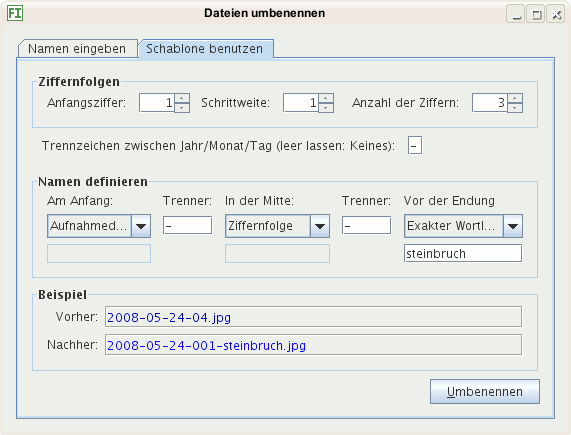 FI Dateien umbenennen
Namen eingeben Schablone benutzen
Ziffernfolgen
Anfangsziffer: 1 Schrittweite: 1 Anzahl der Ziffern: 3
Trennzeichen zwischen Jahr/Monat/Tag (leer lassen: Keines): -
Namen definieren
Am Anfang: Trenner: In der Mitte: Trenner: Vor der Endung
Aufnahmed... - Ziffernfolge - Exakter Wortl...
steinbruch
Beispiel
Vorher: 2008-05-24-04.jpg
Nachher: 2008-05-24-001-steinbruch.jpg
Umbenennen